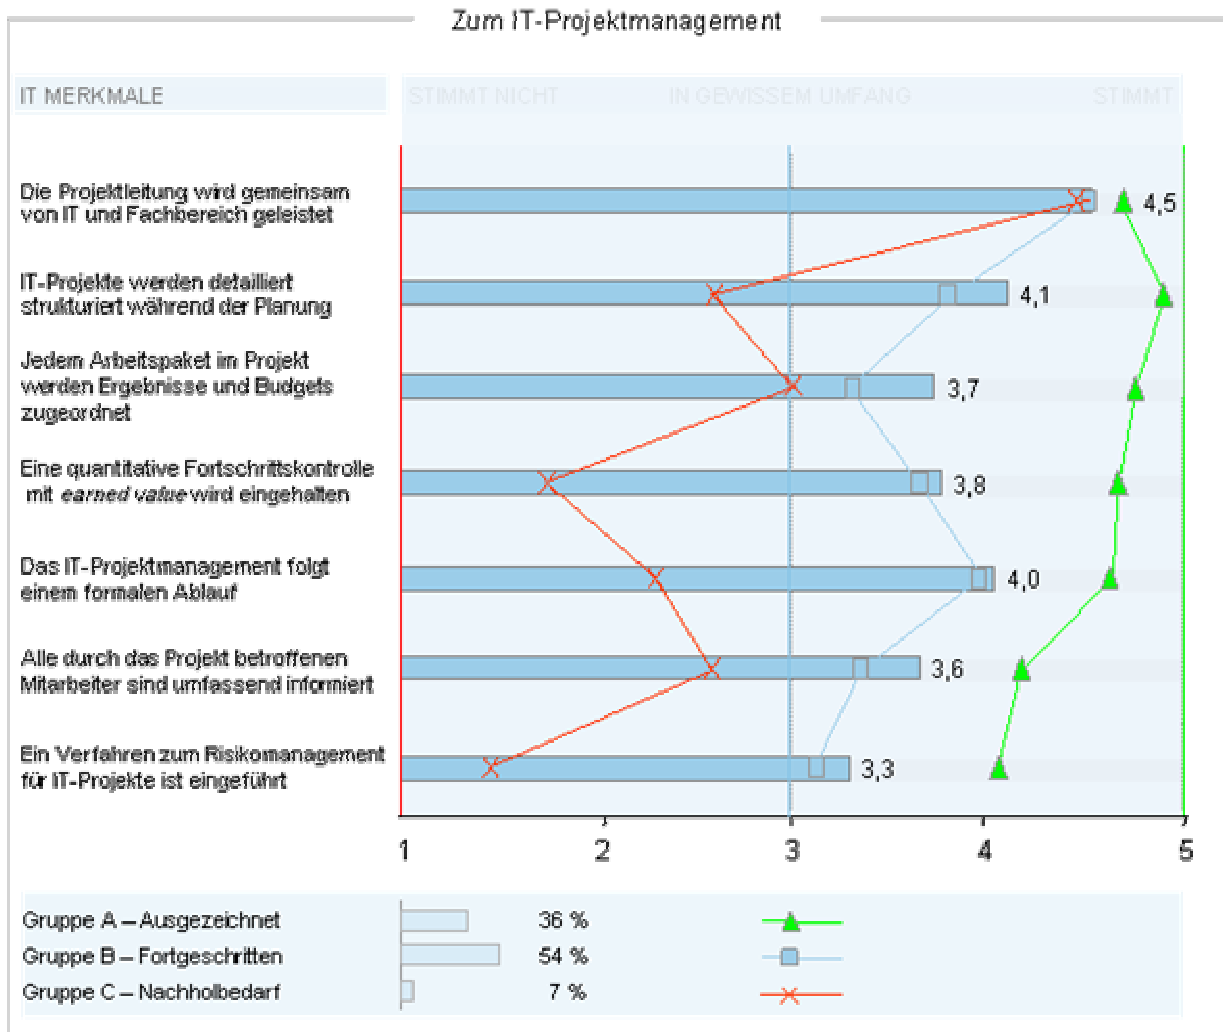 Zum IT-Projektmanagement
IT MERKMALE
STIMMT NICHT
IN GEWISSEM UMFANG
STIMMT
Die Projektleitung wird gemeinsam
von IT und Fachbereich geleistet
4,5
IT-Projekte werden detailliert
strukturiert während der Planung
4,1
Jedem Arbeitspaket im Projekt
werden Ergebnisse und Budgets
zugeordnet
3,7
Eine quantitative Fortschrittskontrolle
mit earned value wird eingehalten
3,8
Das IT-Projektmanagement folgt
einem formalen Ablauf
4,0
Alle durch das Projekt betroffenen
Mitarbeiter sind umfassend informiert
3,6
Ein Verfahren zum Risikomanagement
für IT-Projekte ist eingeführt
3,3
1 2 3 4 5
Gruppe A – Ausgezeichnet 36 %
Gruppe B – Fortgeschritten 54 %
Gruppe C – Nachholbedarf 7 %